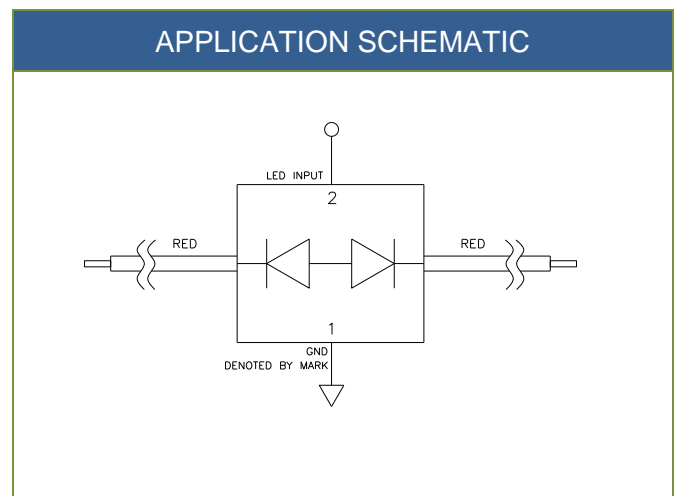 APPLICATION SCHEMATIC
LED INPUT
2
RED
RED
1
GND
DENOTED BY MARK